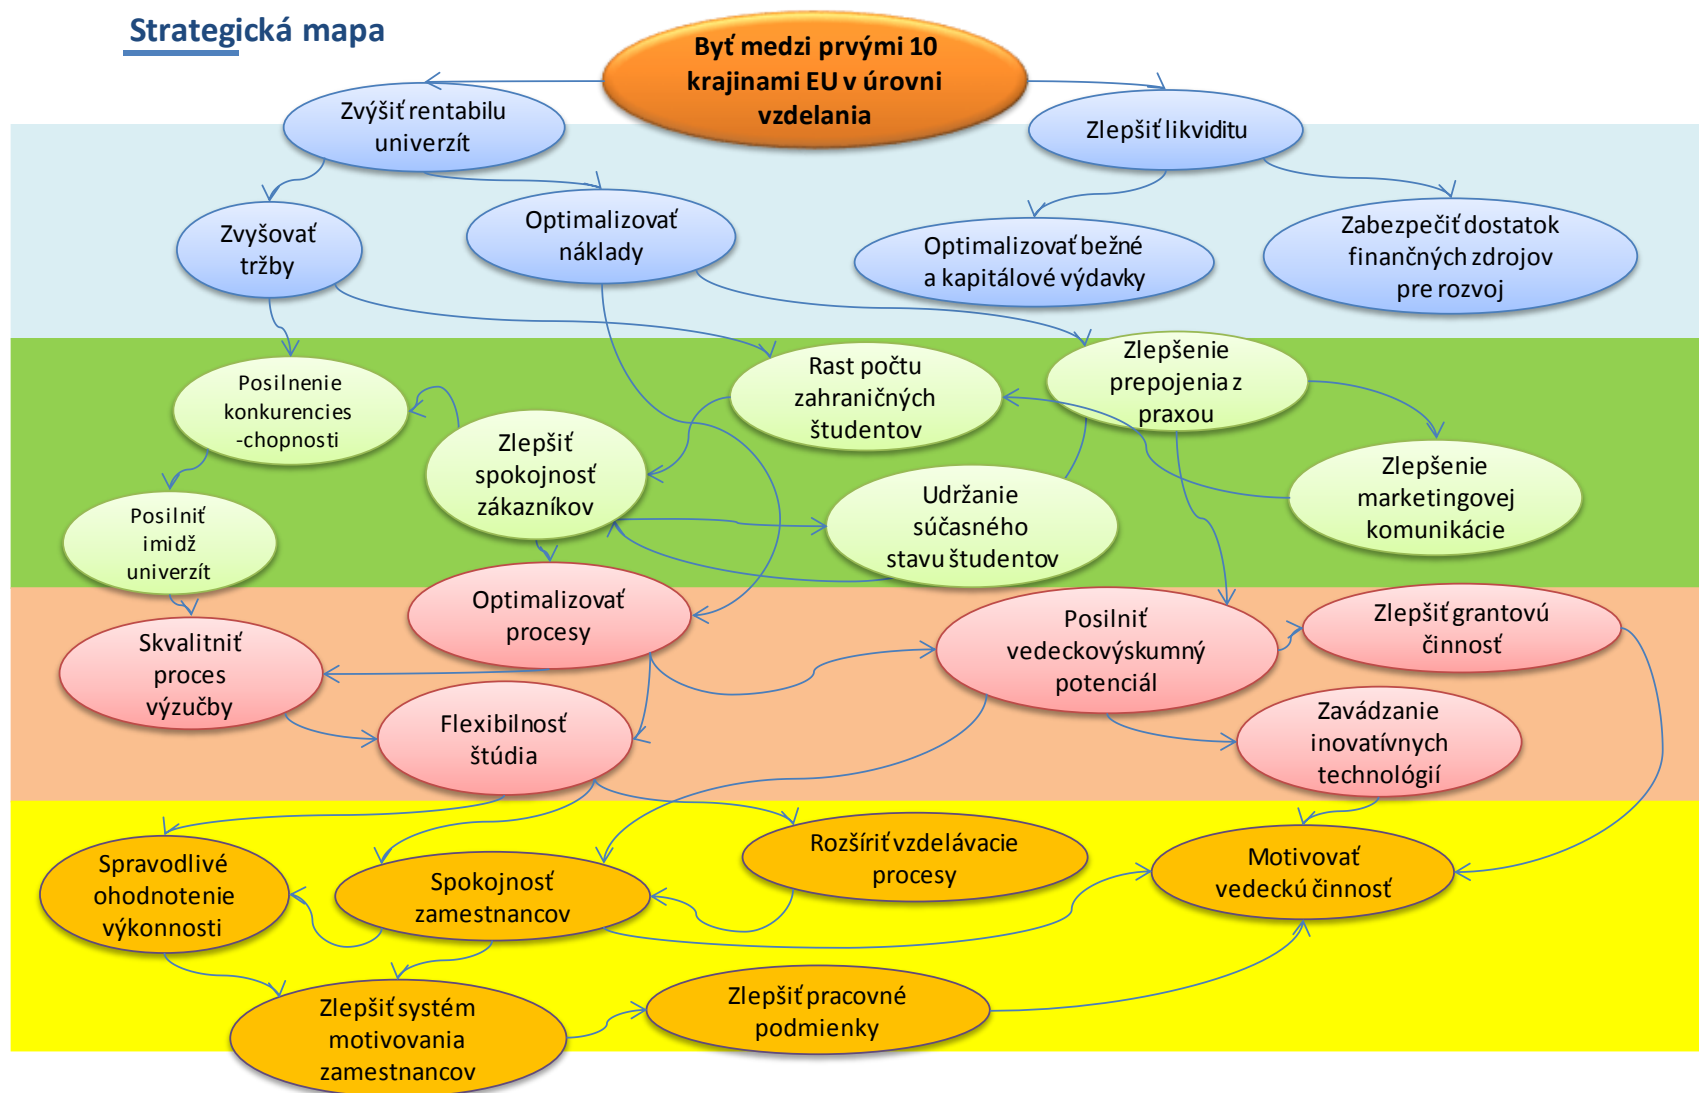 Strategická mapa
Byť medzi prvými 10
krajinami EU v úrovni
vzdelania
Zvýšiť rentabilu
univerzít
Zlepšiť likviditu
Zvyšovať
tržby
Optimalizovať
náklady
Optimalizovať bežné
a kapitálové výdavky
Zabezpečiť dostatok
finančných zdrojov
pre rozvoj
Posilnenie
konkurencies
-chopnosti
Zlepšiť
spokojnosť
zákazníkov
Rast počtu
zahraničných
študentov
Zlepšenie
prepojenia z
praxou
Posilniť
imidž
univerzít
Udržanie
súčasného
stavu študentov
Zlepšenie
marketingovej
komunikácie
Skvalitniť
proces
výzučby
Optimalizovať
procesy
Posilniť
vedeckovýskumný
potenciál
Zlepšiť grantovú
činnosť
Flexibilnosť
štúdia
Zavádzanie
inovatívnych
technológií
Spravodlivé
ohodnotenie
výkonnosti
Spokojnosť
zamestnancov
Rozšíriť vzdelávacie
procesy
Motivovať
vedeckú činnosť
Zlepšiť systém
motivovania
zamestnancov
Zlepšiť pracovné
podmienky